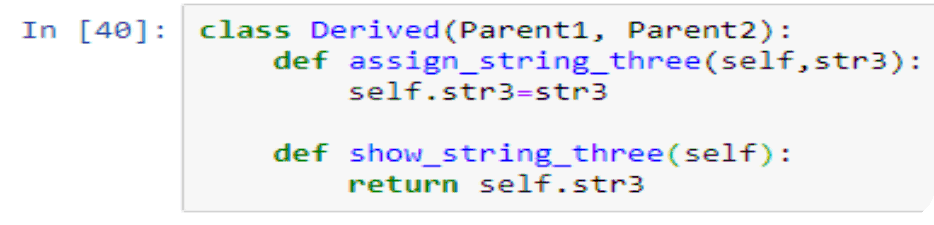 In [40]: class Derived(Parent1, Parent2):
    def assign_string_three(self,str3):
        self.str3=str3

    def show_string_three(self):
        return self.str3